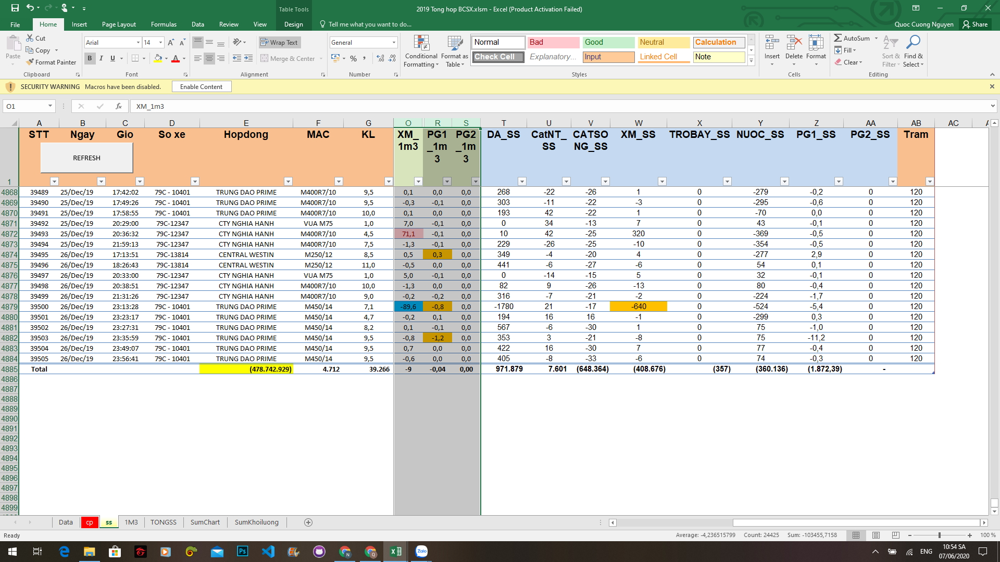 Table Tools
2019 Tong hop BCSX.xlsm - Excel (Product Activation Failed)
File Home Insert Page Layout Formulas Data Review View Design Tell me what you want to do... Quoc Cuong Nguyen Share
Paste
Cut
Copy
Format Painter
Clipboard
Arial 14
B I U
Font
Wrap Text
Merge & Center
Alignment
General
Number
Conditional Formatting
Format as Table
Normal Bad Good Neutral Calculation
Check Cell Explanatory... Input Linked Cell Note
Styles
Insert Delete Format
Cells
AutoSum
Fill
Clear
Sort & Filter
Find & Select
Editing
SECURITY WARNING Macros have been disabled. Enable Content
O1 fx XM_1m3
A B C D E F G O R S T U V W X Y Z AA AB AC
1 STT Ngay Gio So xe Hopdong MAC KL XM_1m3 PG1_1m3 PG2_1m3 DA_SS CatNT_SS CATSONG_SS XM_SS TROBAY_SS NUOC_SS PG1_SS PG2_SS Tram
REFRESH
4868 39489 25/Dec/19 17:42:02 79C - 10401 TRUNG DAO PRIME M400R7/10 9,5 0,1 0,0 0,0 268 -22 -26 1 0 -279 -0,2 0 120
4869 39490 25/Dec/19 17:49:26 79C - 10401 TRUNG DAO PRIME M400R7/10 9,5 -0,3 -0,1 0,0 303 -11 -22 -3 0 -295 -0,6 0 120
4870 39491 25/Dec/19 17:58:55 79C - 10401 TRUNG DAO PRIME M400R7/10 10,0 0,1 0,0 0,0 193 42 -22 1 0 -70 0,0 0 120
4871 39492 25/Dec/19 20:29:00 79C-12347 CTY NGHIA HANH VUA M75 1,0 7,0 -0,1 0,0 0 34 -13 7 0 43 -0,1 0 120
4872 39493 25/Dec/19 20:36:32 79C-12347 CTY NGHIA HANH M400R7/10 4,5 71,1 -0,1 0,0 10 42 -25 320 0 -369 -0,5 0 120
4873 39494 25/Dec/19 21:59:13 79C-12347 CTY NGHIA HANH M400R7/10 7,5 -1,3 -0,1 0,0 229 -26 -25 -10 0 -354 -0,5 0 120
4874 39495 26/Dec/19 17:13:51 79C-13814 CENTRAL WESTIN M250/12 8,5 0,5 0,3 0,0 349 -4 -20 4 0 -277 2,9 0 120
4875 39496 26/Dec/19 18:26:43 79C-13814 CENTRAL WESTIN M250/12 11,0 -0,5 0,0 0,0 441 -6 -27 -6 0 54 0,1 0 120
4876 39497 26/Dec/19 20:33:00 79C-12347 CTY NGHIA HANH VUA M75 1,0 5,0 -0,1 0,0 0 -14 -15 5 0 32 -0,1 0 120
4877 39498 26/Dec/19 20:38:51 79C-12347 CTY NGHIA HANH M400R7/10 10,0 -1,3 0,0 0,0 82 9 -26 -13 0 80 -0,4 0 120
4878 39499 26/Dec/19 21:31:26 79C-12347 CTY NGHIA HANH M400R7/10 9,0 -0,2 -0,2 0,0 316 -7 -21 -2 0 -224 -1,7 0 120
4879 39500 26/Dec/19 23:13:28 79C - 10401 TRUNG DAO PRIME M450/14 7,1 -89,6 -0,8 0,0 -1780 21 -17 -640 0 -524 -5,4 0 120
4880 39501 26/Dec/19 23:23:17 79C - 10401 TRUNG DAO PRIME M450/14 4,7 -0,2 0,1 0,0 194 16 16 -1 0 -299 0,3 0 120
4881 39502 26/Dec/19 23:27:31 79C - 10401 TRUNG DAO PRIME M450/14 8,2 0,1 -0,1 0,0 567 -6 -30 1 0 75 -1,0 0 120
4882 39503 26/Dec/19 23:35:59 79C - 10401 TRUNG DAO PRIME M450/14 9,5 -0,8 -1,2 0,0 353 3 -21 -8 0 75 -11,2 0 120
4883 39504 26/Dec/19 23:49:07 79C - 10401 TRUNG DAO PRIME M450/14 9,5 0,7 0,0 0,0 422 16 -30 7 0 77 -0,4 0 120
4884 39505 26/Dec/19 23:56:41 79C - 10401 TRUNG DAO PRIME M450/14 9,5 -0,6 0,0 0,0 405 -8 -33 -6 0 74 -0,3 0 120
4885 Total (478.742.929) 4.712 39.266 -9 -0,04 0,00 971.879 7.601 (648.364) (408.676) (357) (360.136) (1.872,39) -
4886
4887
4888
4889
4890
4891
4892
4893
4894
4895
4896
4897
4898
4899
Data cp ss 1M3 TONGSS SumChart SumKhoiluong
Ready Average: -4,236515799 Count: 24425 Sum: -103455,7158 100 %
Ps N Q Zalo ENG 10:54 SA
07/06/2020